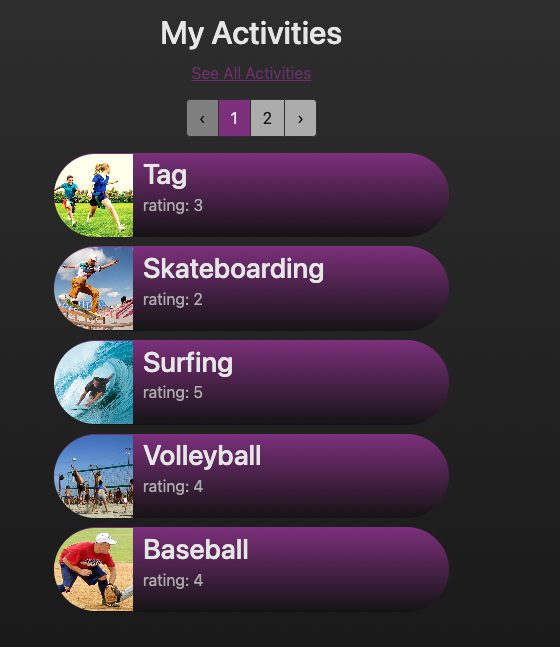 My Activities
See All Activities
‹ 1 2 ›
Tag
rating: 3
Skateboarding
rating: 2
Surfing
rating: 5
Volleyball
rating: 4
Baseball
rating: 4